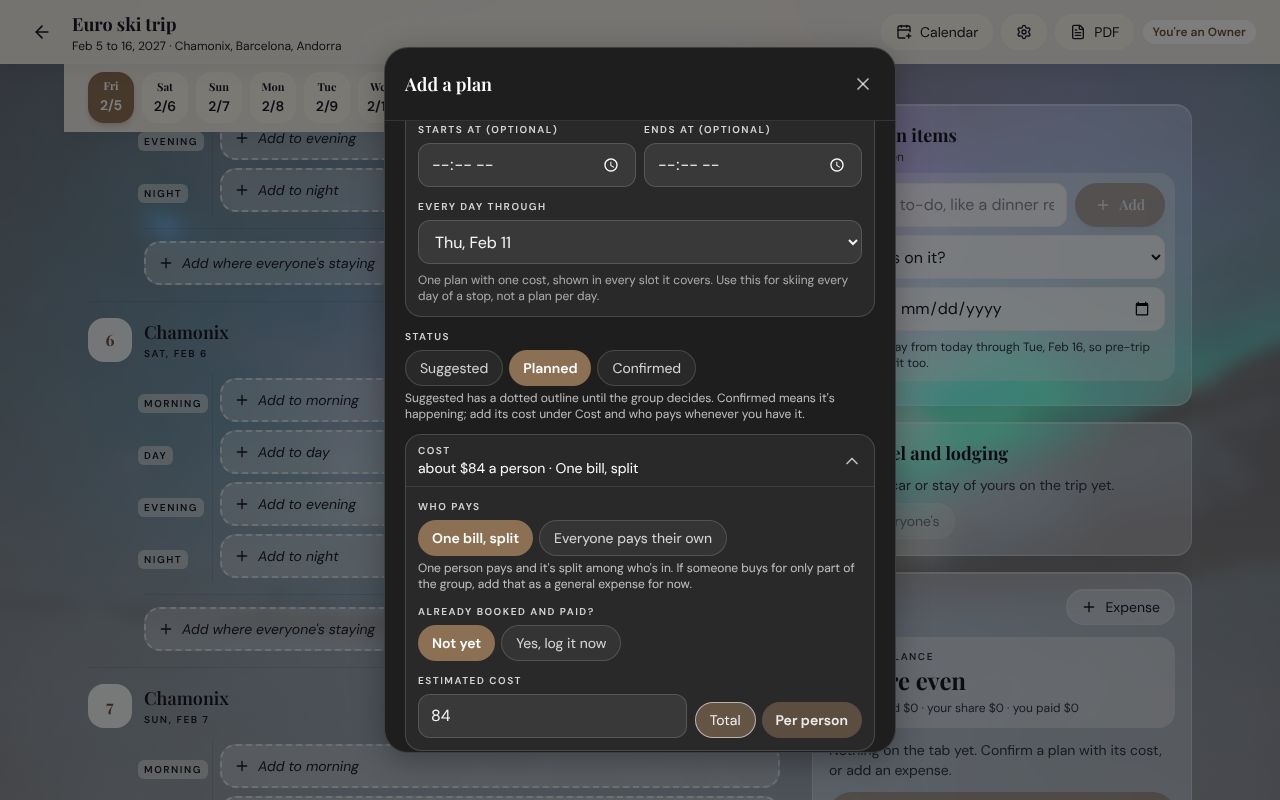 Euro ski trip
Feb 5 to 16, 2027 · Chamonix, Barcelona, Andorra
Calendar
PDF
You're an Owner
Fri 2/5
Sat 2/6
Sun 2/7
Mon 2/8
Tue 2/9
EVENING
Add to evening
NIGHT
Add to night
Add where everyone's staying
6
Chamonix
SAT, FEB 6
MORNING
Add to morning
DAY
Add to day
EVENING
Add to evening
NIGHT
Add to night
Add where everyone's staying
7
Chamonix
SUN, FEB 7
MORNING
Add to morning
Add a plan
STARTS AT (OPTIONAL)
ENDS AT (OPTIONAL)
--:-- --
--:-- --
EVERY DAY THROUGH
Thu, Feb 11
One plan with one cost, shown in every slot it covers. Use this for skiing every
day of a stop, not a plan per day.
STATUS
Suggested
Planned
Confirmed
Suggested has a dotted outline until the group decides. Confirmed means it's
happening; add its cost under Cost and who pays whenever you have it.
COST
about $84 a person · One bill, split
WHO PAYS
One bill, split
Everyone pays their own
One person pays and it's split among who's in. If someone buys for only part of
the group, add that as a general expense for now.
ALREADY BOOKED AND PAID?
Not yet
Yes, log it now
ESTIMATED COST
84
Total
Per person
items
to-do, like a dinner
Add
on it?
mm/dd/yyyy
from today through Tue, Feb 16, so pre-trip
it too.
and lodging
car or stay of yours on the trip yet.
Expense
even
$0 · your share $0 · you paid $0
Nothing on the tab yet. Confirm a plan with its cost,
or add an expense.